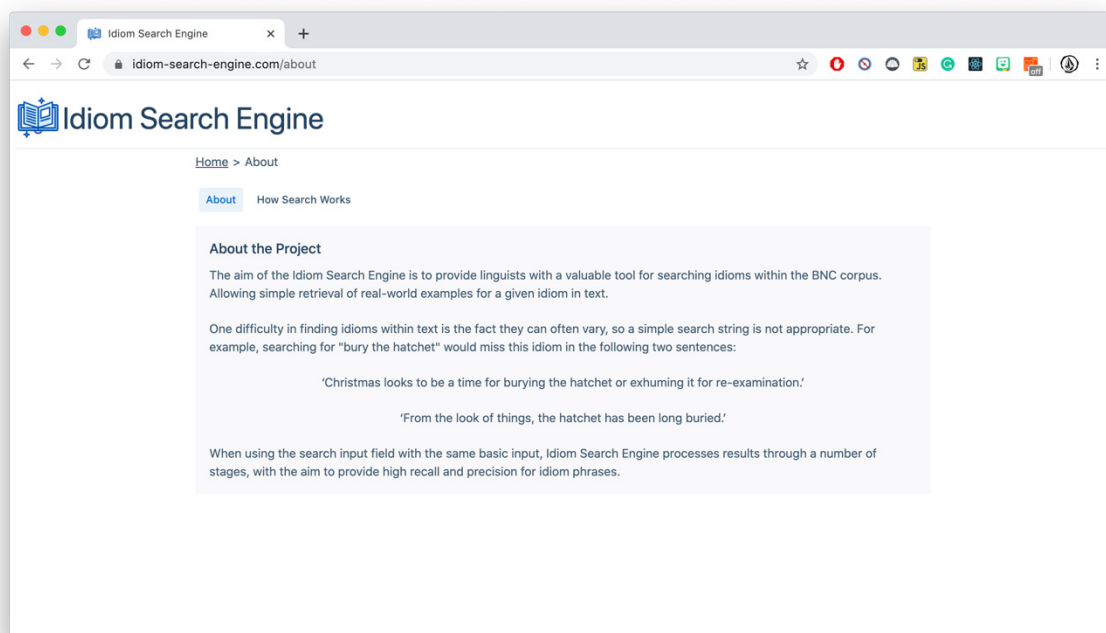 Idiom Search Engine
idiom-search-engine.com/about
JS
off
Idiom Search Engine
Home > About
About How Search Works
About the Project
The aim of the Idiom Search Engine is to provide linguists with a valuable tool for searching idioms within the BNC corpus.
Allowing simple retrieval of real-world examples for a given idiom in text.
One difficulty in finding idioms within text is the fact they can often vary, so a simple search string is not appropriate. For
example, searching for "bury the hatchet" would miss this idiom in the following two sentences:
‘Christmas looks to be a time for burying the hatchet or exhuming it for re-examination.’
‘From the look of things, the hatchet has been long buried.’
When using the search input field with the same basic input, Idiom Search Engine processes results through a number of
stages, with the aim to provide high recall and precision for idiom phrases.